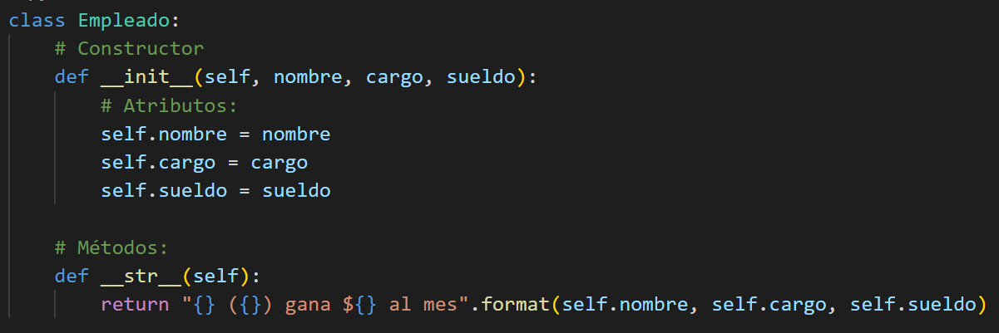 class Empleado:
    # Constructor
    def __init__(self, nombre, cargo, sueldo):
        # Atributos:
        self.nombre = nombre
        self.cargo = cargo
        self.sueldo = sueldo

    # Métodos:
    def __str__(self):
        return "{} ({}) gana ${} al mes".format(self.nombre, self.cargo, self.sueldo)